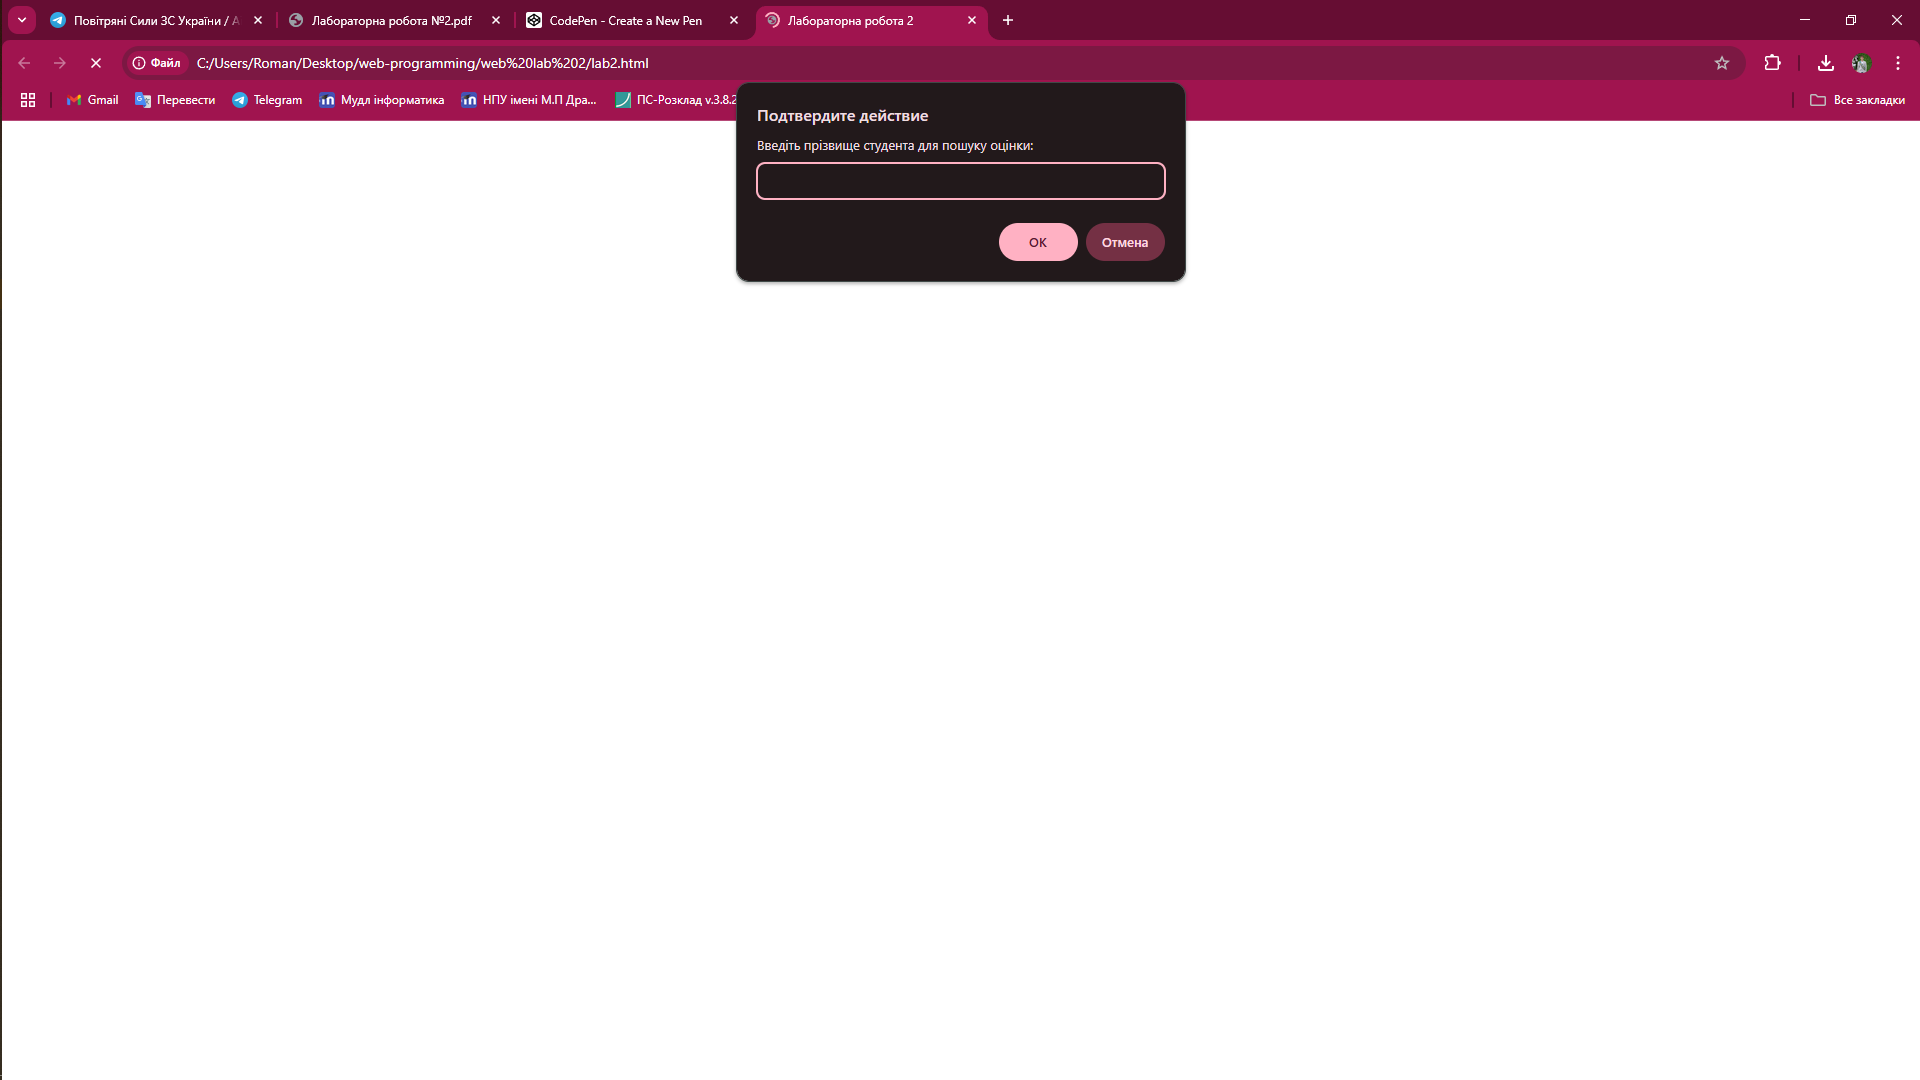 Повітряні Сили ЗС України / А
Лабораторна робота №2.pdf
CodePen - Create a New Pen
Лабораторна робота 2
Файл
C:/Users/Roman/Desktop/web-programming/web%20lab%202/lab2.html
Gmail
Перевести
Telegram
Мудл інформатика
НПУ імені М.П Дра...
ПС-Розклад v.3.8.2
Все закладки
Подтвердите действие
Введіть прізвище студента для пошуку оцінки:
ОК
Отмена